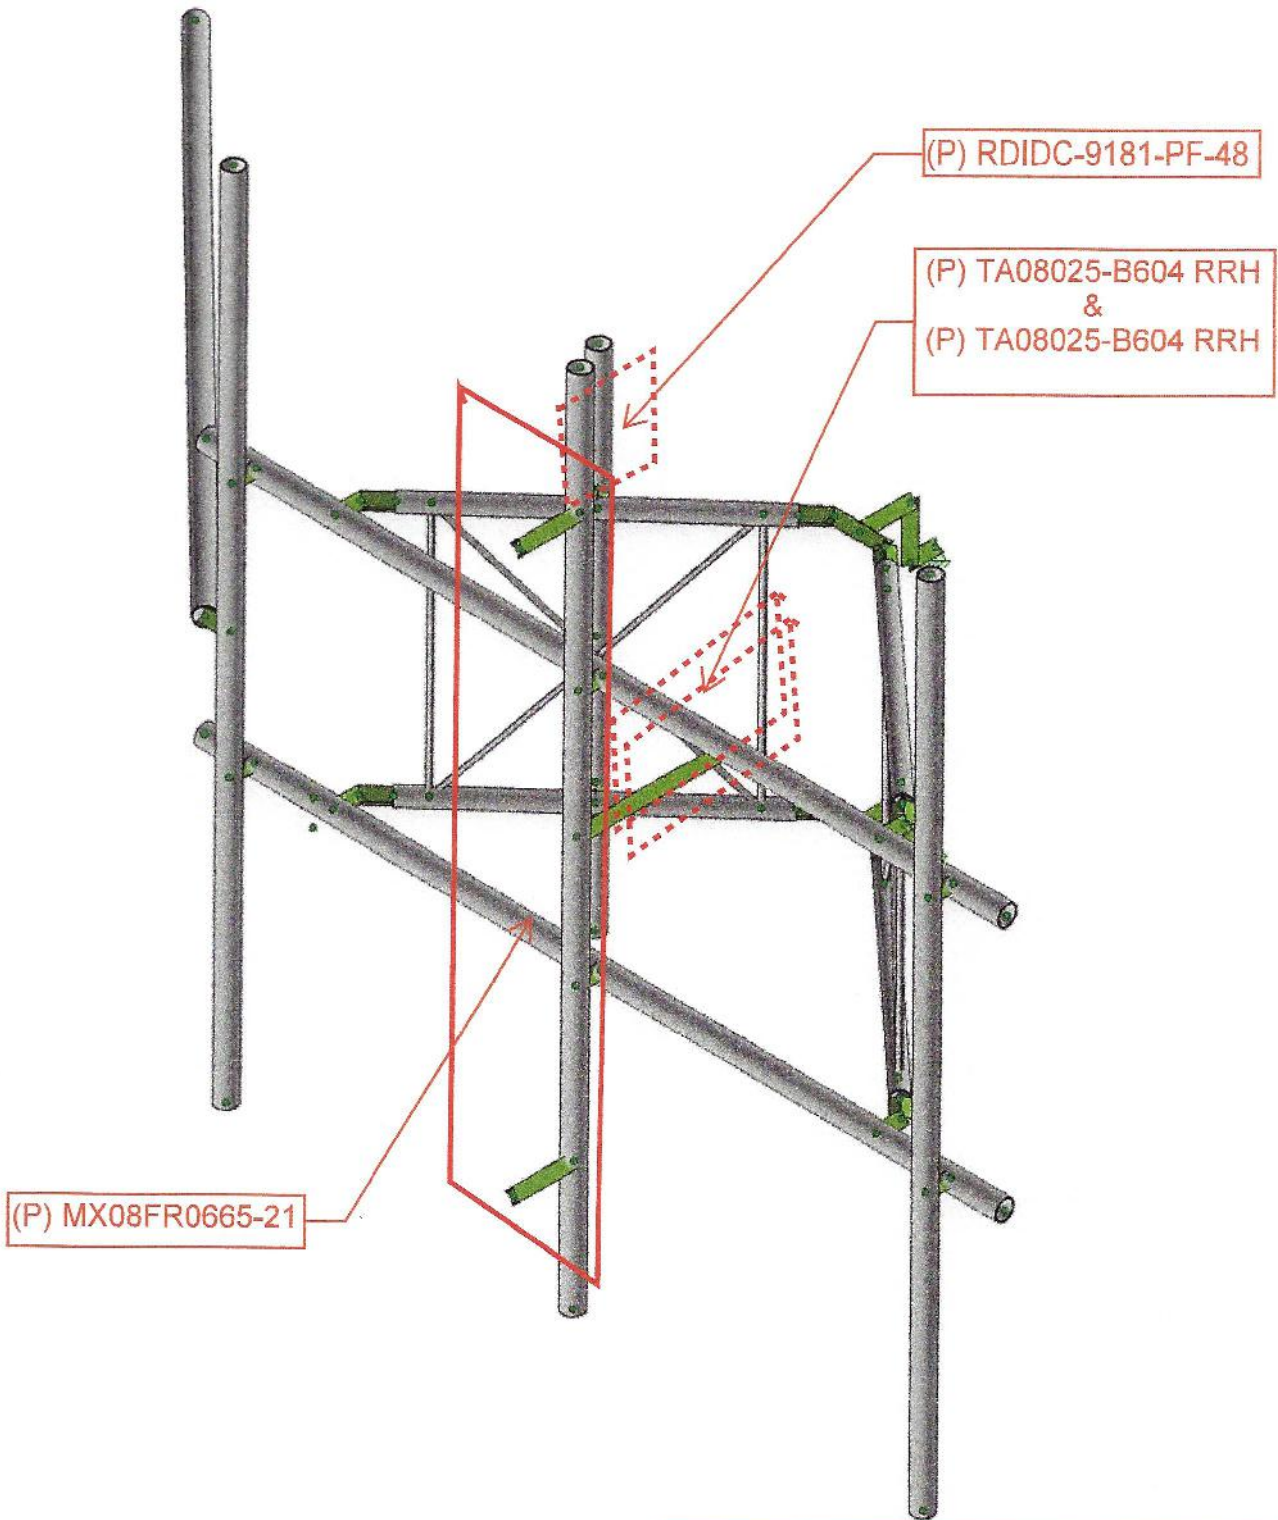 (P) RDIDC-9181-PF-48
(P) TA08025-B604 RRH
&
(P) TA08025-B604 RRH
(P) MX08FR0665-21